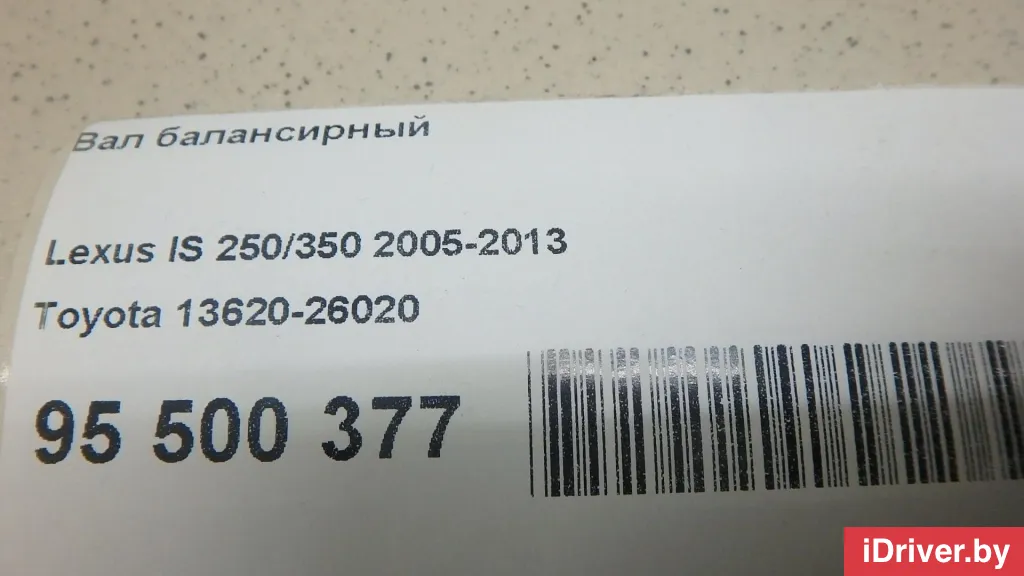 Вал балансирный
Lexus IS 250/350 2005-2013
Toyota 13620-26020
95 500 377
iDriver.by